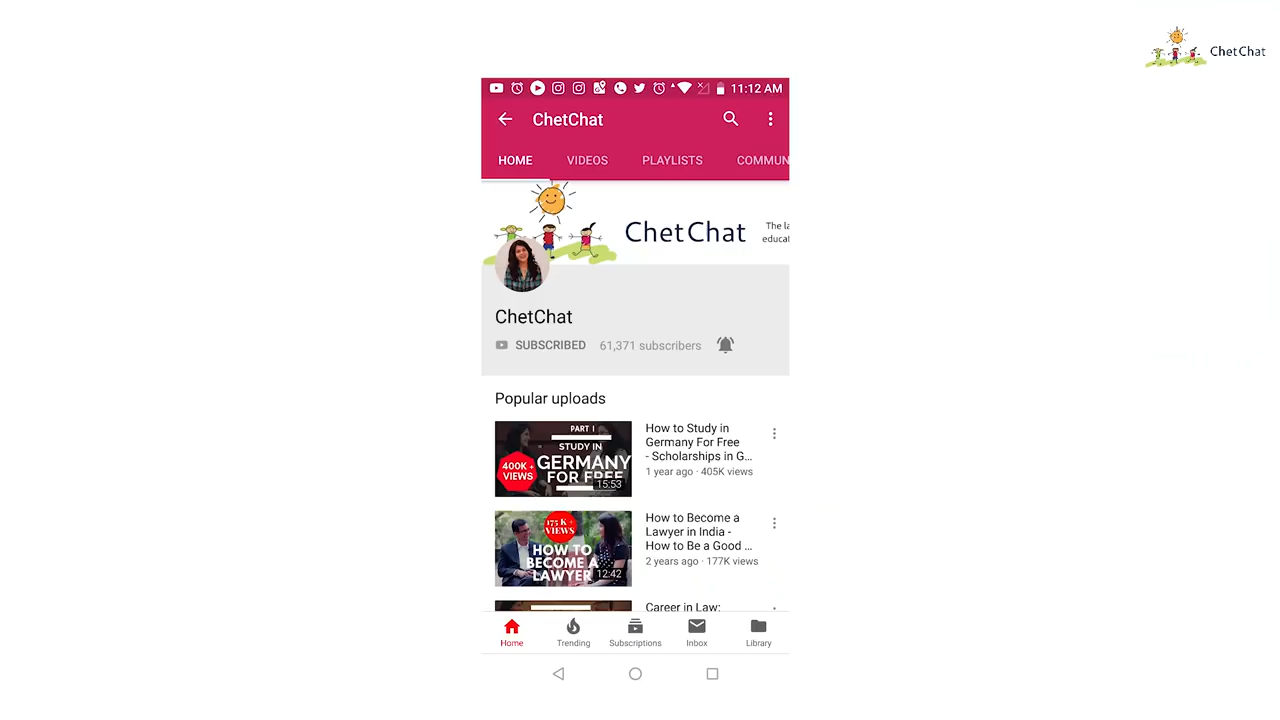 ChetChat
11:12 AM
ChetChat
HOME VIDEOS PLAYLISTS COMMUN
ChetChat
The la
educat
ChetChat
SUBSCRIBED 61,371 subscribers
Popular uploads
PART I
STUDY IN
GERMANY
FOR FREE
400K +
VIEWS
15:53
How to Study in
Germany For Free
- Scholarships in G...
1 year ago · 405K views
175 K +
VIEWS
HOW TO
BECOME A
LAWYER
12:42
How to Become a
Lawyer in India -
How to Be a Good ...
2 years ago · 177K views
Career in Law:
Home Trending Subscriptions Inbox Library